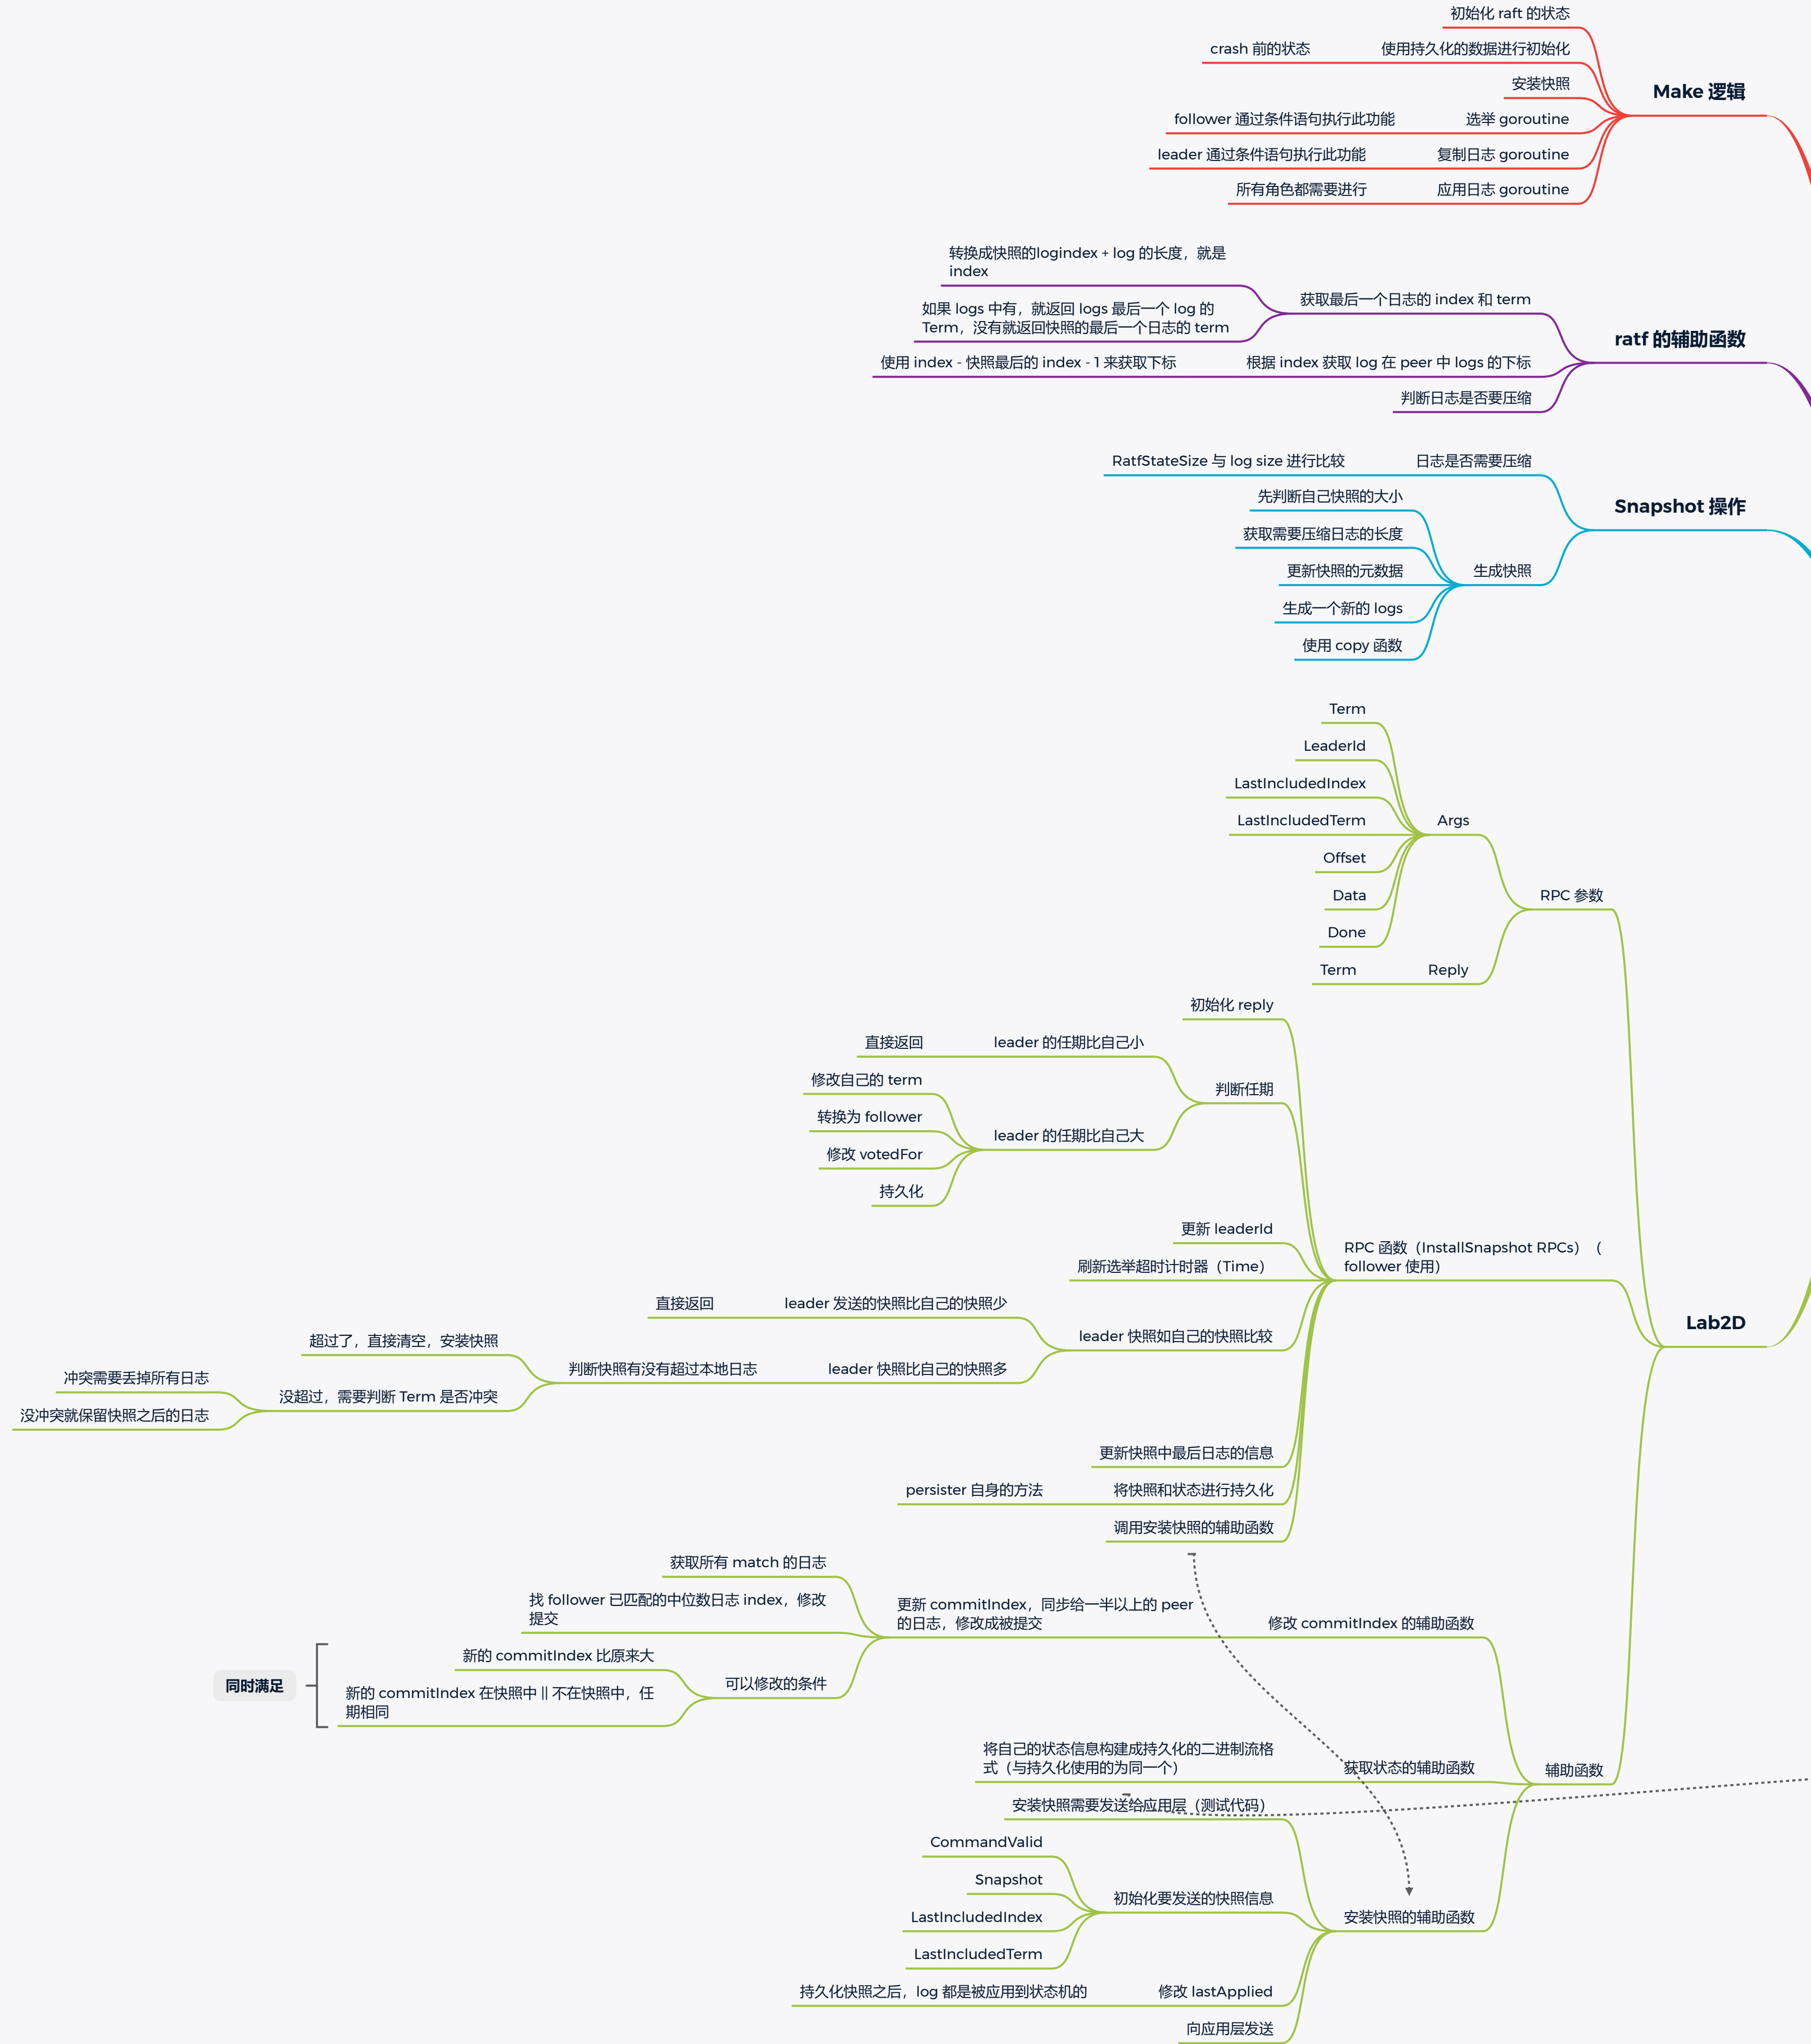 初始化 raft 的状态
crash 前的状态
使用持久化的数据进行初始化
安装快照
Make 逻辑
follower 通过条件语句执行此功能
选举 goroutine
leader 通过条件语句执行此功能
复制日志 goroutine
所有角色都需要进行
应用日志 goroutine
转换成快照的logindex + log 的长度，就是
index
获取最后一个日志的 index 和 term
如果 logs 中有，就返回 logs 最后一个 log 的
Term，没有就返回快照的最后一个日志的 term
ratf 的辅助函数
使用 index - 快照最后的 index - 1 来获取下标
根据 index 获取 log 在 peer 中 logs 的下标
判断日志是否要压缩
RatfStateSize 与 log size 进行比较
日志是否需要压缩
先判断自己快照的大小
Snapshot 操作
获取需要压缩日志的长度
更新快照的元数据
生成快照
生成一个新的 logs
使用 copy 函数
Term
LeaderId
LastIncludedIndex
LastIncludedTerm
Args
Offset
Data
RPC 参数
Done
Term
Reply
初始化 reply
直接返回
leader 的任期比自己小
修改自己的 term
判断任期
转换为 follower
leader 的任期比自己大
修改 votedFor
持久化
更新 leaderId
RPC 函数（InstallSnapshot RPCs）（
follower 使用）
刷新选举超时计时器（Time）
直接返回
leader 发送的快照比自己的快照少
leader 快照如自己的快照比较
Lab2D
超过了，直接清空，安装快照
判断快照有没有超过本地日志
leader 快照比自己的快照多
冲突需要丢掉所有日志
没超过，需要判断 Term 是否冲突
没冲突就保留快照之后的日志
更新快照中最后日志的信息
persister 自身的方法
将快照和状态进行持久化
调用安装快照的辅助函数
获取所有 match 的日志
找 follower 已匹配的中位数日志 index，修改
提交
更新 commitIndex，同步给一半以上的 peer
的日志，修改成被提交
修改 commitIndex 的辅助函数
新的 commitIndex 比原来大
可以修改的条件
同时满足
新的 commitIndex 在快照中 || 不在快照中，任
期相同
将自己的状态信息构建成持久化的二进制流格
式（与持久化使用的为同一个）
获取状态的辅助函数
辅助函数
安装快照需要发送给应用层（测试代码）
CommandValid
Snapshot
初始化要发送的快照信息
LastIncludedIndex
安装快照的辅助函数
LastIncludedTerm
持久化快照之后，log 都是被应用到状态机的
修改 lastApplied
向应用层发送